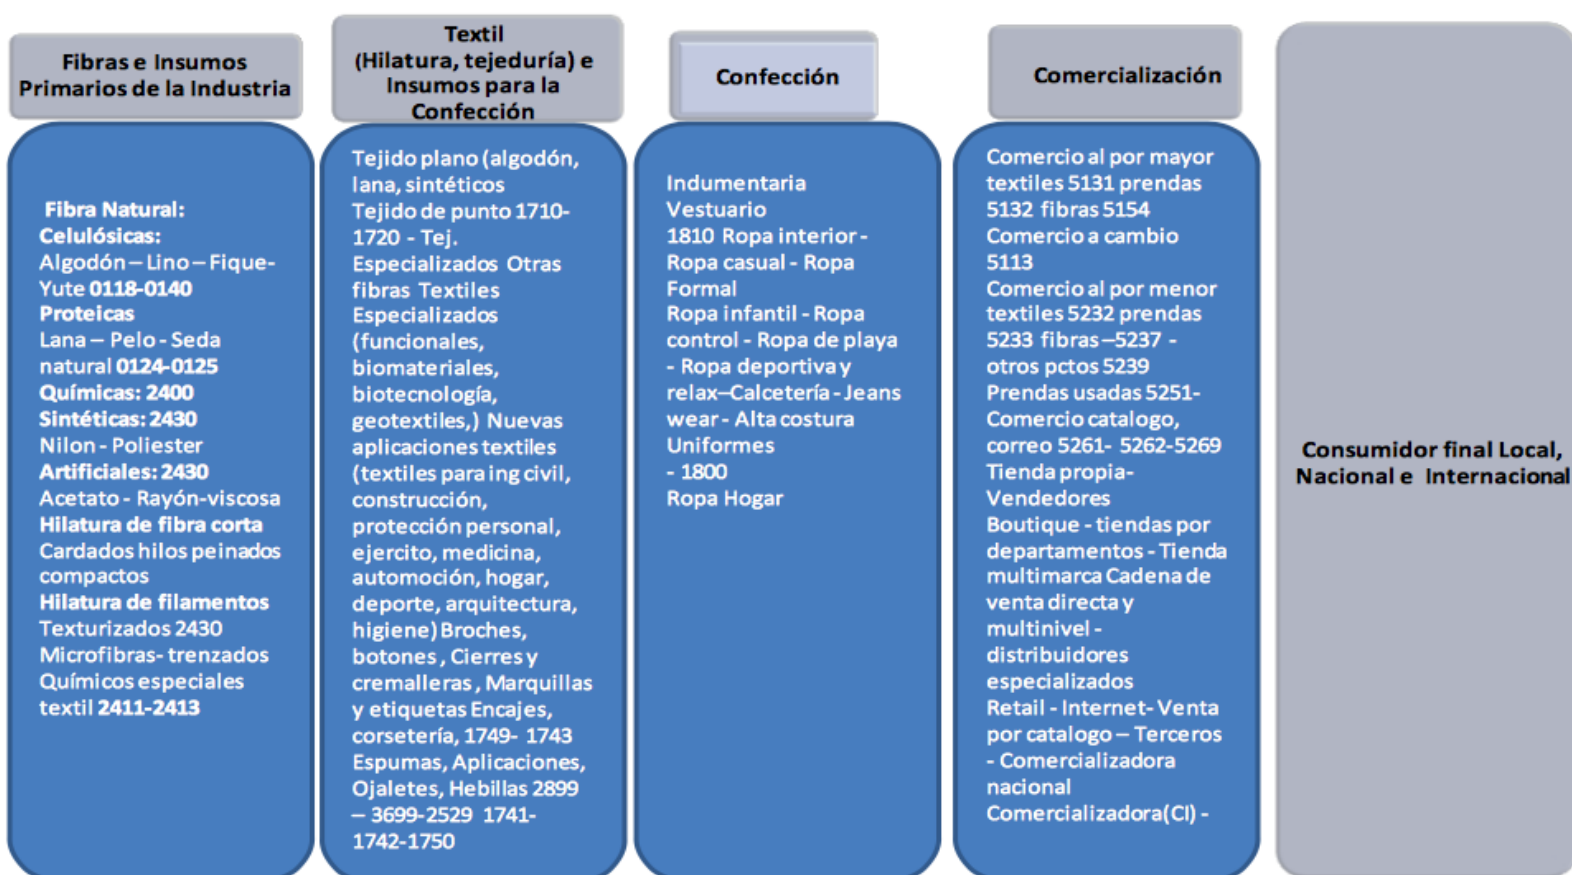 Fibras e Insumos
Primarios de la Industria
Fibra Natural:
Celulósicas:
Algodón – Lino – Fique-
Yute 0118-0140
Proteicas
Lana – Pelo - Seda
natural 0124-0125
Químicas: 2400
Sintéticas: 2430
Nilon - Poliester
Artificiales: 2430
Acetato - Rayón-viscosa
Hilatura de fibra corta
Cardados hilos peinados
compactos
Hilatura de filamentos
Texturizados 2430
Microfibras- trenzados
Químicos especiales
textil 2411-2413
Textil
(Hilatura, tejeduría) e
Insumos para la
Confección
Tejido plano (algodón,
lana, sintéticos
Tejido de punto 1710-
1720 - Tej.
Especializados Otras
fibras Textiles
Especializados
(funcionales,
biomateriales,
biotecnología,
geotextiles,) Nuevas
aplicaciones textiles
(textiles para ing civil,
construcción,
protección personal,
ejercito, medicina,
automoción, hogar,
deporte, arquitectura,
higiene) Broches,
botones , Cierres y
cremalleras , Marquillas
y etiquetas Encajes,
corsetería, 1749- 1743
Espumas, Aplicaciones,
Ojaletes, Hebillas 2899
– 3699-2529 1741-
1742-1750
Confección
Indumentaria
Vestuario
1810 Ropa interior -
Ropa casual - Ropa
Formal
Ropa infantil - Ropa
control - Ropa de playa
- Ropa deportiva y
relax–Calcetería - Jeans
wear - Alta costura
Uniformes
- 1800
Ropa Hogar
Comercialización
Comercio al por mayor
textiles 5131 prendas
5132 fibras 5154
Comercio a cambio
5113
Comercio al por menor
textiles 5232 prendas
5233 fibras –5237 -
otros pctos 5239
Prendas usadas 5251-
Comercio catalogo,
correo 5261- 5262-5269
Tienda propia-
Vendedores
Boutique - tiendas por
departamentos - Tienda
multimarca Cadena de
venta directa y
multinivel -
distribuidores
especializados
Retail - Internet- Venta
por catalogo – Terceros
- Comercializadora
nacional
Comercializadora(CI) -
Consumidor final Local,
Nacional e Internacional